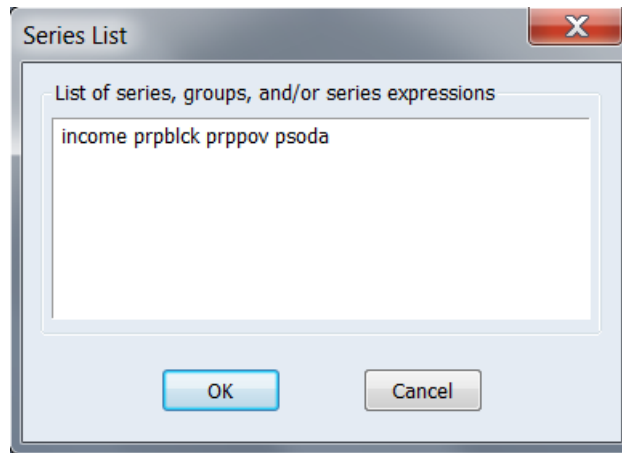 Series List
List of series, groups, and/or series expressions
income prpblck prppov psoda
OK
Cancel